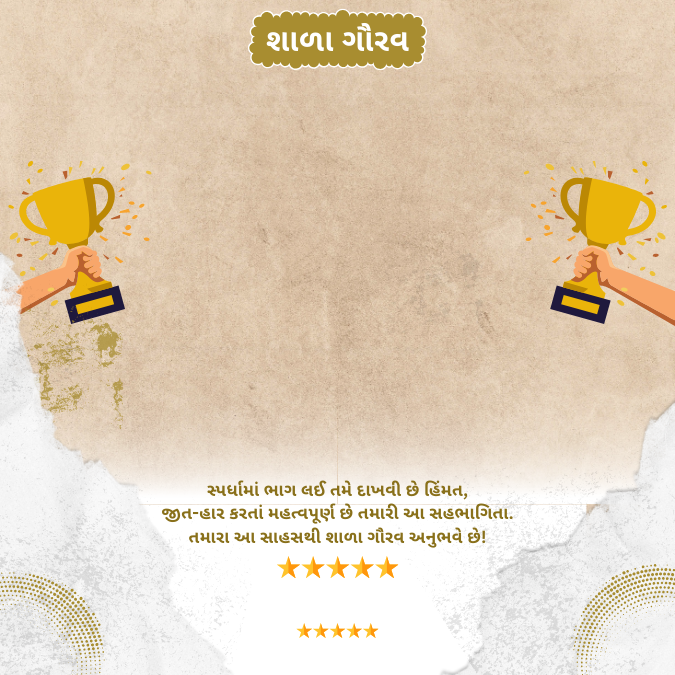 શાળા ગૌરવ
સ્પર્ધામાં ભાગ લઈ તમે દાખવી છે હિંમત,
જીત-હાર કરતાં મહત્વપૂર્ણ છે તમારી આ સહભાગિતા.
તમારા આ સાહસથી શાળા ગૌરવ અનુભવે છે!